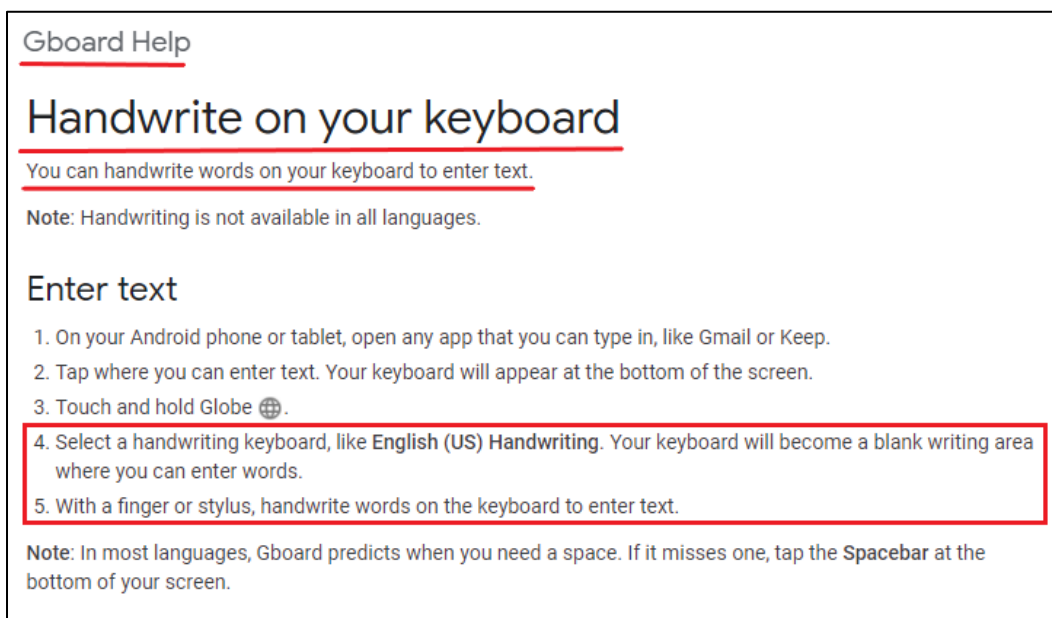 Gboard Help
Handwrite on your keyboard
You can handwrite words on your keyboard to enter text.
Note: Handwriting is not available in all languages.
Enter text
1. On your Android phone or tablet, open any app that you can type in, like Gmail or Keep.
2. Tap where you can enter text. Your keyboard will appear at the bottom of the screen.
3. Touch and hold Globe .
4. Select a handwriting keyboard, like English (US) Handwriting. Your keyboard will become a blank writing area
where you can enter words.
5. With a finger or stylus, handwrite words on the keyboard to enter text.
Note: In most languages, Gboard predicts when you need a space. If it misses one, tap the Spacebar at the
bottom of your screen.